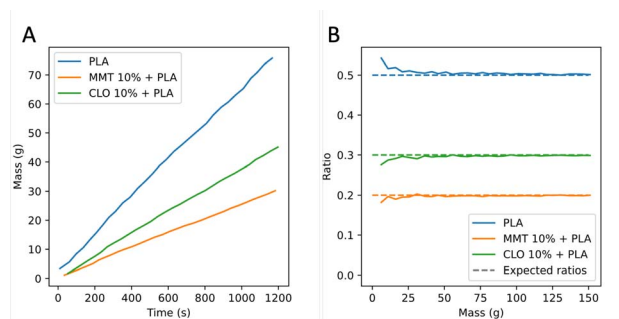 A
PLA
MMT 10% + PLA
CLO 10% + PLA
70
60
50
40
30
20
10
0
Mass (g)
0 200 400 600 800 1000 1200
Time (s)
B
0.5
0.4
0.3
0.2
0.1
0.0
Ratio
PLA
MMT 10% + PLA
CLO 10% + PLA
Expected ratios
0 25 50 75 100 125 150
Mass (g)